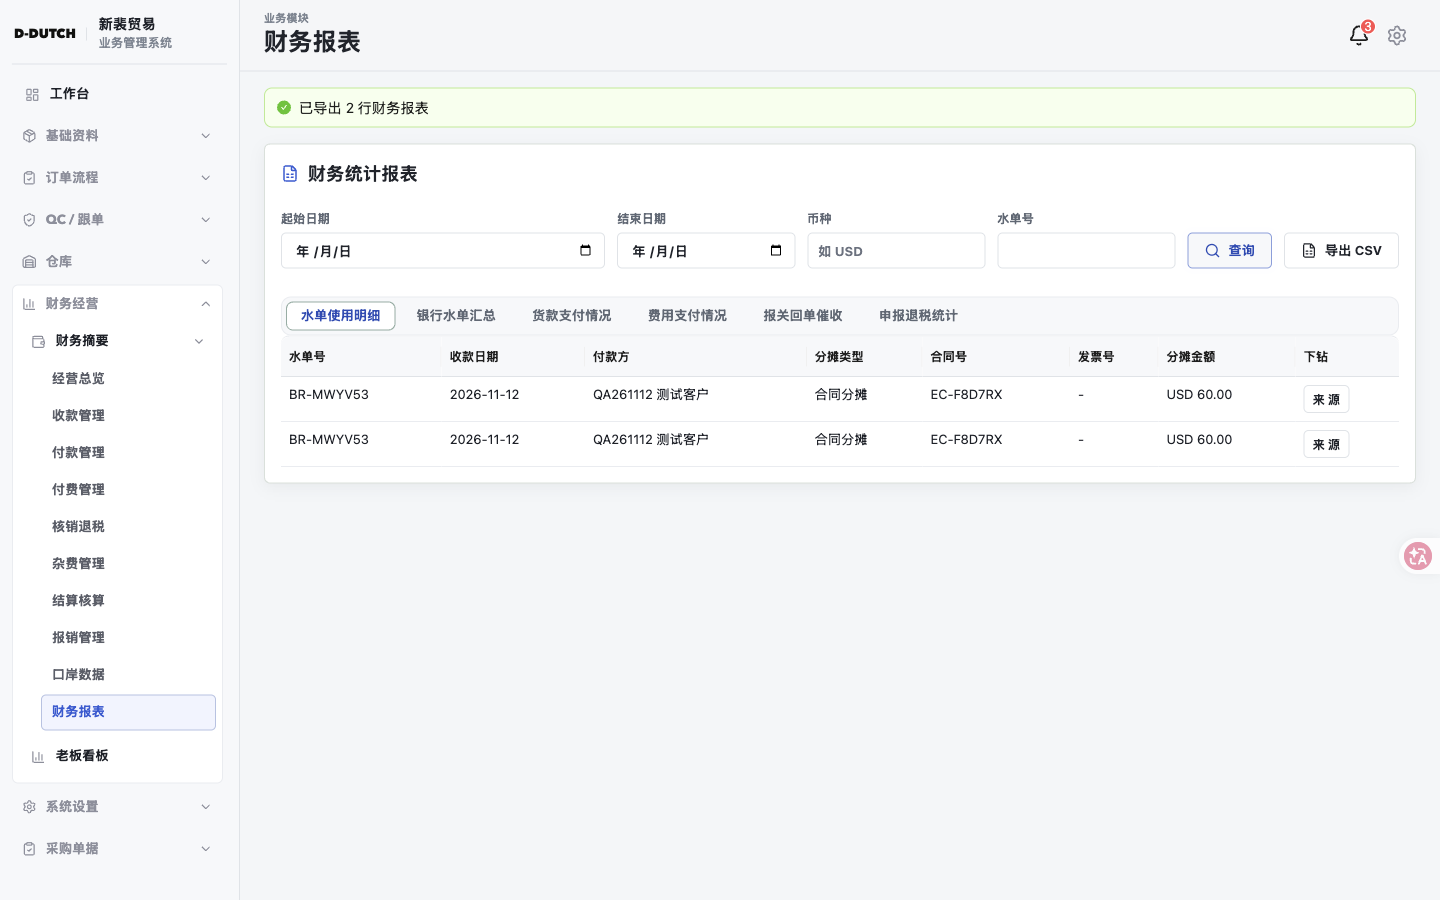 D-DUTCH
新裴贸易
业务管理系统
工作台
基础资料
订单流程
QC / 跟单
仓库
财务经营
财务摘要
经营总览
收款管理
付款管理
付费管理
核销退税
杂费管理
结算核算
报销管理
口岸数据
财务报表
老板看板
系统设置
采购单据
业务模块
财务报表
3
已导出 2 行财务报表
财务统计报表
起始日期 结束日期 币种 水单号
年 /月/日 年 /月/日 如 USD 查询 导出 CSV
水单使用明细 银行水单汇总 货款支付情况 费用支付情况 报关回单催收 申报退税统计
水单号 收款日期 付款方 分摊类型 合同号 发票号 分摊金额 下钻
BR-MWYV53 2026-11-12 QA261112 测试客户 合同分摊 EC-F8D7RX - USD 60.00 来 源
BR-MWYV53 2026-11-12 QA261112 测试客户 合同分摊 EC-F8D7RX - USD 60.00 来 源